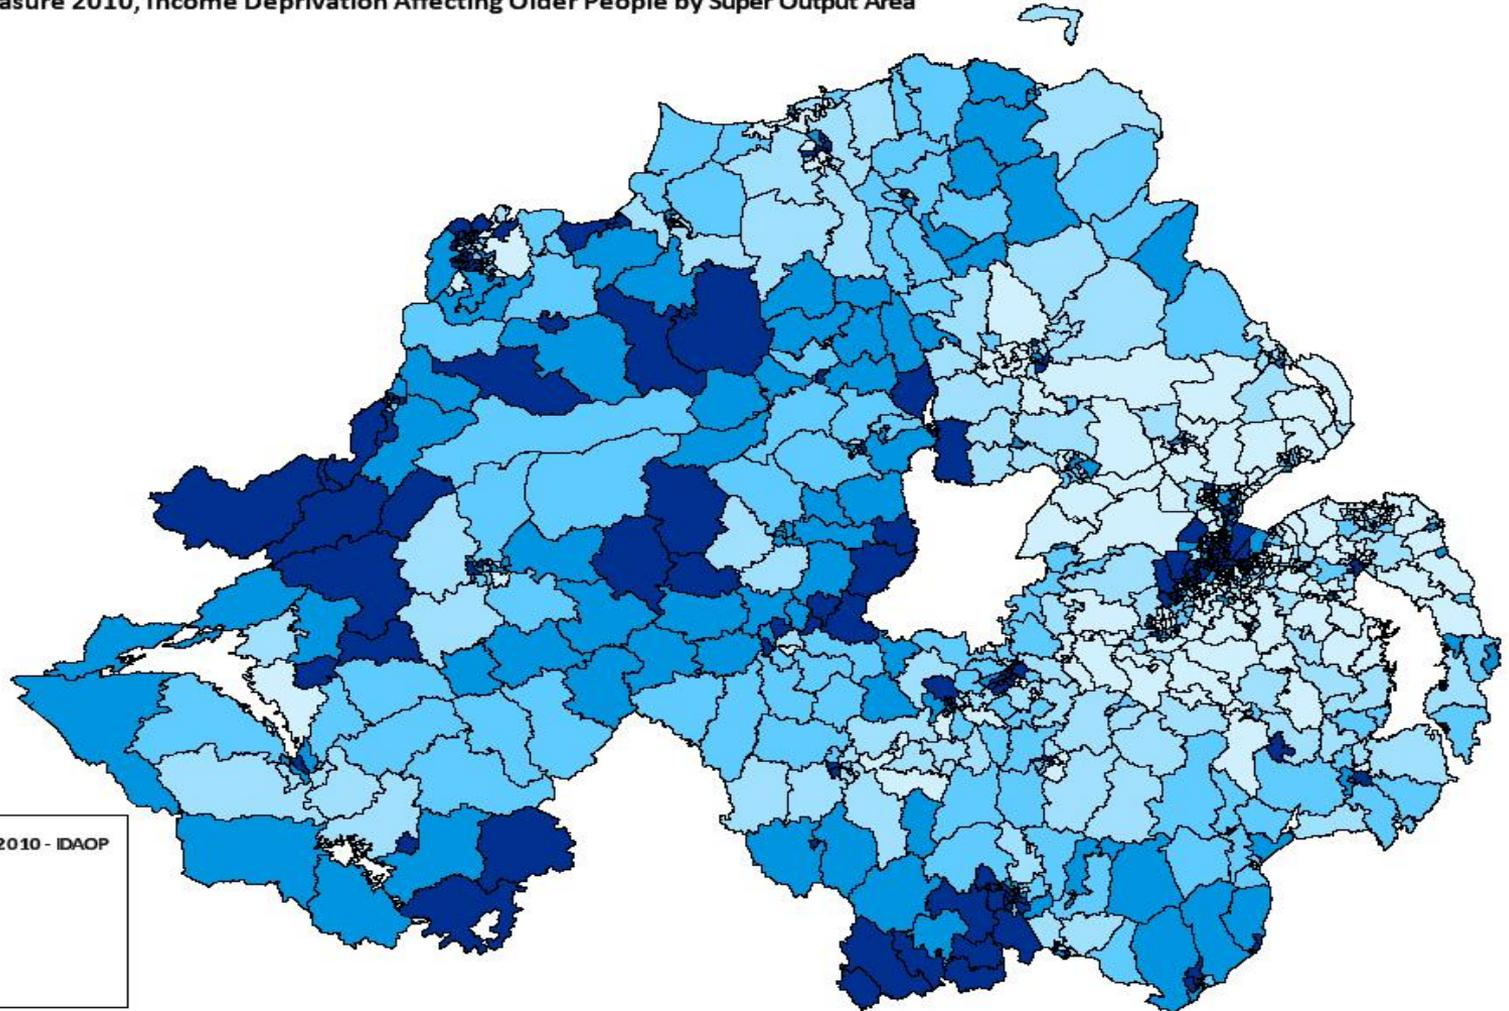 asure 2010, Income Deprivation Affecting Older People by Super Output Area
2010 - IDAOP